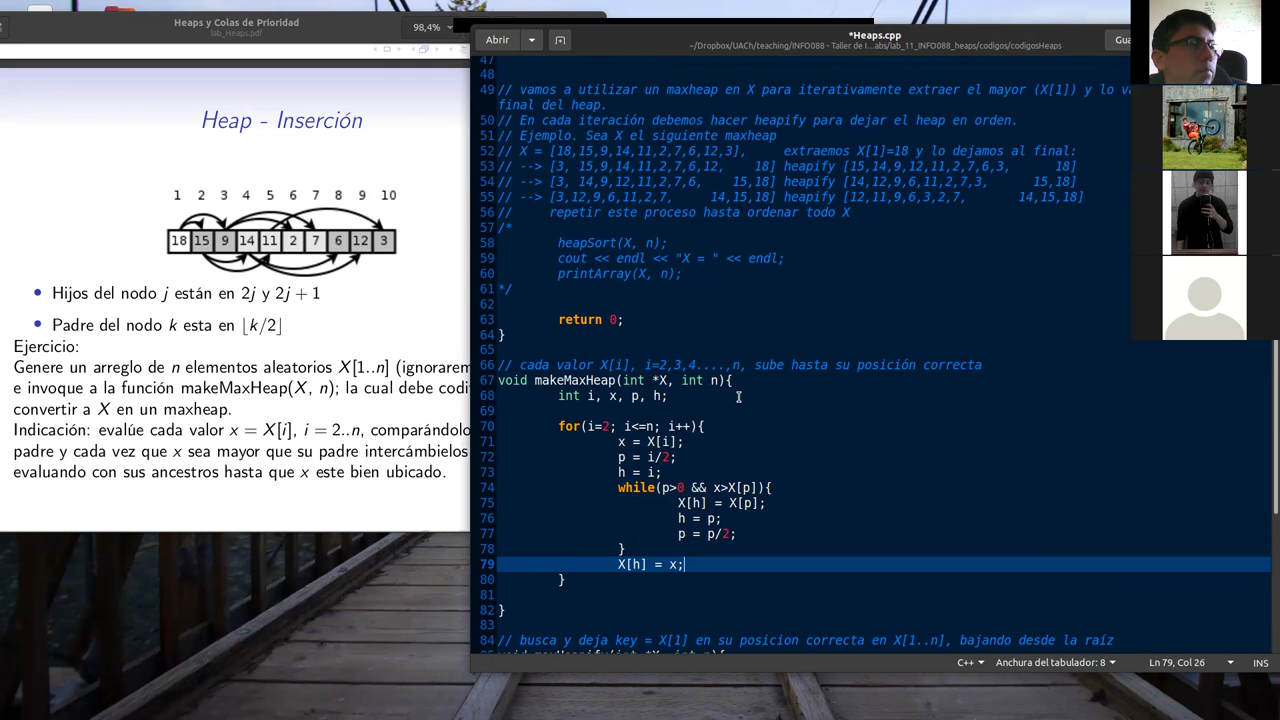 Heaps y Colas de Prioridad
lab_Heaps.pdf
98,4%
Heap - Inserción
1 2 3 4 5 6 7 8 9 10
18 15 9 14 11 2 7 6 12 3
• Hijos del nodo j están en 2j y 2j + 1
• Padre del nodo k esta en ⌊k/2⌋
Ejercicio:
Genere un arreglo de n elementos aleatorios X[1..n] (ignorarem
e invoque a la función makeMaxHeap(X, n); la cual debe codi
convertir a X en un maxheap.
Indicación: evalúe cada valor x = X[i], i = 2..n, comparándolo
padre y cada vez que x sea mayor que su padre intercámbielos
evaluando con sus ancestros hasta que x este bien ubicado.
Abrir
*Heaps.cpp
~/Dropbox/UACh/teaching/INFO088 - Taller de I…abs/lab_11_INFO088_heaps/codigos/codigosHeaps
Gua
47
48
49 // vamos a utilizar un maxheap en X para iterativamente extraer el mayor (X[1]) y lo va
final del heap.
50 // En cada iteración debemos hacer heapify para dejar el heap en orden.
51 // Ejemplo. Sea X el siguiente maxheap
52 // X = [18,15,9,14,11,2,7,6,12,3], extraemos X[1]=18 y lo dejamos al final:
53 // --> [3, 15,9,14,11,2,7,6,12, 18] heapify [15,14,9,12,11,2,7,6,3, 18]
54 // --> [3, 14,9,12,11,2,7,6, 15,18] heapify [14,12,9,6,11,2,7,3, 15,18]
55 // --> [3,12,9,6,11,2,7, 14,15,18] heapify [12,11,9,6,3,2,7, 14,15,18]
56 // repetir este proceso hasta ordenar todo X
57 /*
58 heapSort(X, n);
59 cout << endl << "X = " << endl;
60 printArray(X, n);
61 */
62
63 return 0;
64 }
65
66 // cada valor X[i], i=2,3,4....,n, sube hasta su posición correcta
67 void makeMaxHeap(int *X, int n){
68 int i, x, p, h;
69
70 for(i=2; i<=n; i++){
71 x = X[i];
72 p = i/2;
73 h = i;
74 while(p>0 && x>X[p]){
75 X[h] = X[p];
76 h = p;
77 p = p/2;
78 }
79 X[h] = x;
80 }
81
82 }
83
84 // busca y deja key = X[1] en su posicion correcta en X[1..n], bajando desde la raíz
C++ Anchura del tabulador: 8 Ln 79, Col 26 INS